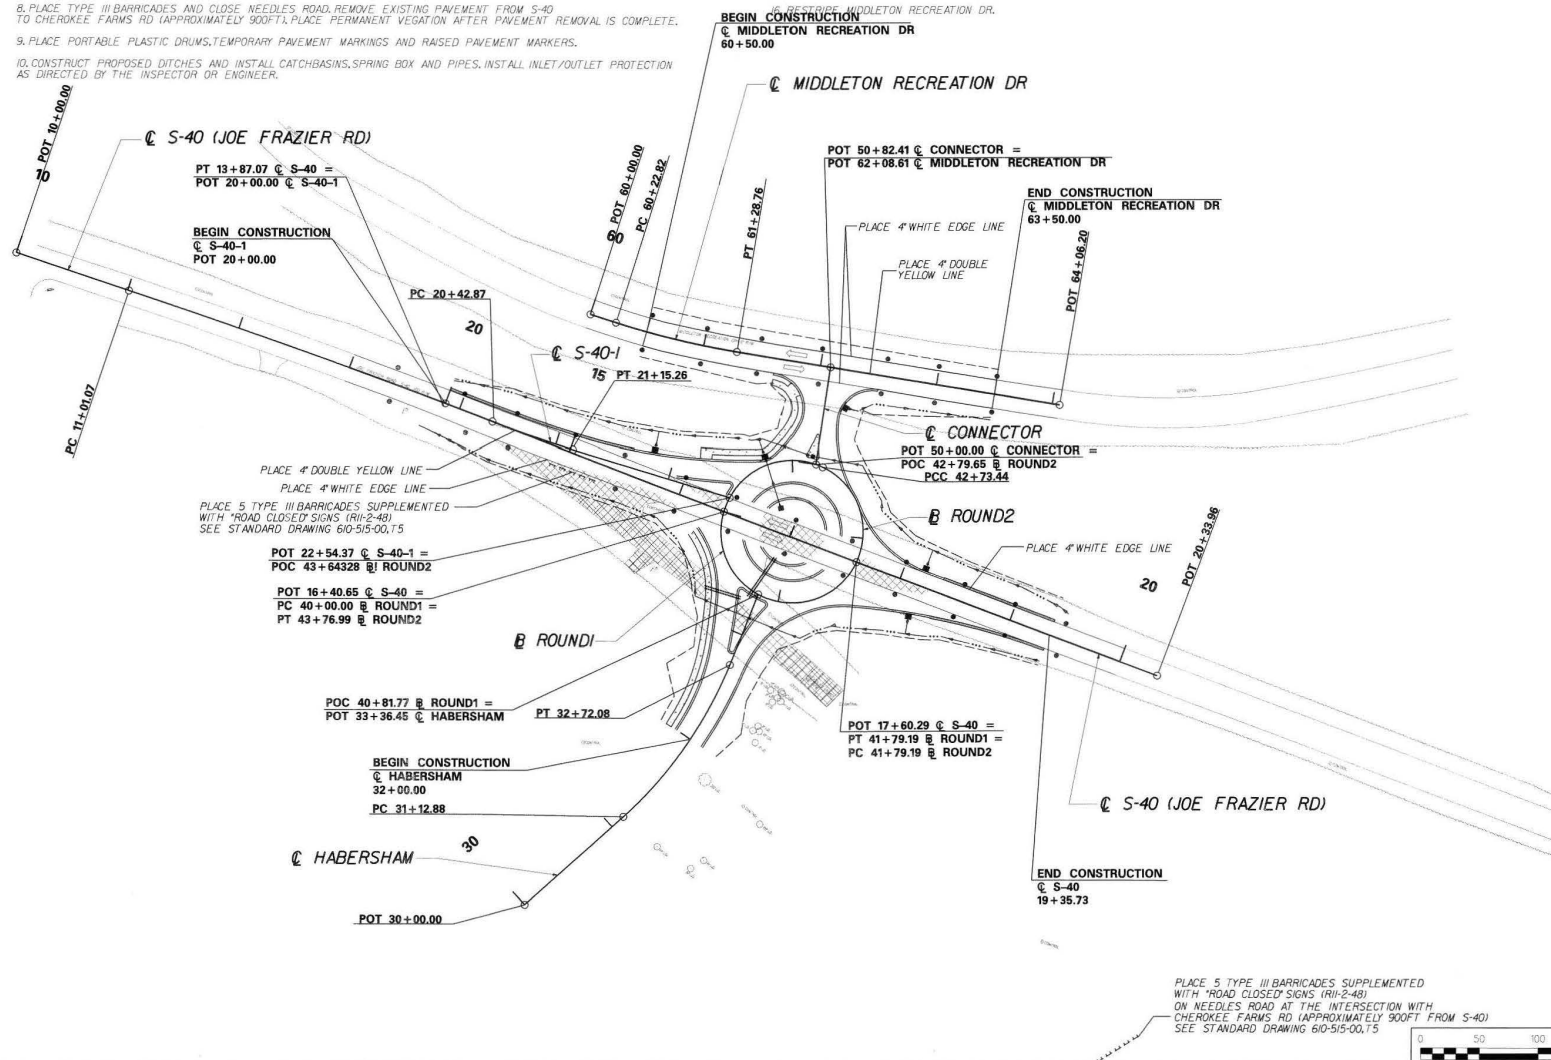 8. PLACE TYPE III BARRICADES AND CLOSE NEEDLES ROAD. REMOVE EXISTING PAVEMENT FROM S-40
TO CHEROKEE FARMS RD (APPROXIMATELY 900FT). PLACE PERMANENT VEGATION AFTER PAVEMENT REMOVAL IS COMPLETE.
9. PLACE PORTABLE PLASTIC DRUMS, TEMPORARY PAVEMENT MARKINGS AND RAISED PAVEMENT MARKERS.
10. CONSTRUCT PROPOSED DITCHES AND INSTALL CATCHBASINS, SPRING BOX AND PIPES. INSTALL INLET/OUTLET PROTECTION
AS DIRECTED BY THE INSPECTOR OR ENGINEER.
16. RESTRIPE MIDDLETON RECREATION DR.
BEGIN CONSTRUCTION
℄ MIDDLETON RECREATION DR
60+50.00
℄ MIDDLETON RECREATION DR
POT 10+00.00
10
℄ S-40 (JOE FRAZIER RD)
PT 13+87.07 ℄ S-40 =
POT 20+00.00 ℄ S-40-1
BEGIN CONSTRUCTION
℄ S-40-1
POT 20+00.00
POT 60+00.00
60
PC 60+22.82
PT 61+28.76
POT 50+82.41 ℄ CONNECTOR =
POT 62+08.61 ℄ MIDDLETON RECREATION DR
END CONSTRUCTION
℄ MIDDLETON RECREATION DR
63+50.00
PLACE 4" WHITE EDGE LINE
PLACE 4" DOUBLE
YELLOW LINE
POT 64+06.20
PC 11+01.07
PC 20+42.87
20
℄ S-40-1
15
PT 21+15.26
℄ CONNECTOR
POT 50+00.00 ℄ CONNECTOR =
POC 42+79.65 B ROUND2
PCC 42+73.44
PLACE 4" DOUBLE YELLOW LINE
PLACE 4" WHITE EDGE LINE
PLACE 5 TYPE III BARRICADES SUPPLEMENTED
WITH "ROAD CLOSED" SIGNS (R11-2-48)
SEE STANDARD DRAWING 610-515-00, T5
B ROUND2
PLACE 4" WHITE EDGE LINE
20
POT 20+33.96
POT 22+54.37 ℄ S-40-1 =
POC 43+64328 B! ROUND2
POT 16+40.65 ℄ S-40 =
PC 40+00.00 B ROUND1 =
PT 43+76.99 B ROUND2
B ROUND1
POC 40+81.77 B ROUND1 =
POT 33+36.45 ℄ HABERSHAM
PT 32+72.08
POT 17+60.29 ℄ S-40 =
PT 41+79.19 B ROUND1 =
PC 41+79.19 B ROUND2
BEGIN CONSTRUCTION
℄ HABERSHAM
32+00.00
PC 31+12.88
30
℄ HABERSHAM
POT 30+00.00
℄ S-40 (JOE FRAZIER RD)
END CONSTRUCTION
℄ S-40
19+35.73
PLACE 5 TYPE III BARRICADES SUPPLEMENTED
WITH "ROAD CLOSED" SIGNS (R11-2-48)
ON NEEDLES ROAD AT THE INTERSECTION WITH
CHEROKEE FARMS RD (APPROXIMATELY 900FT FROM S-40)
SEE STANDARD DRAWING 610-515-00, T5
0 50 100